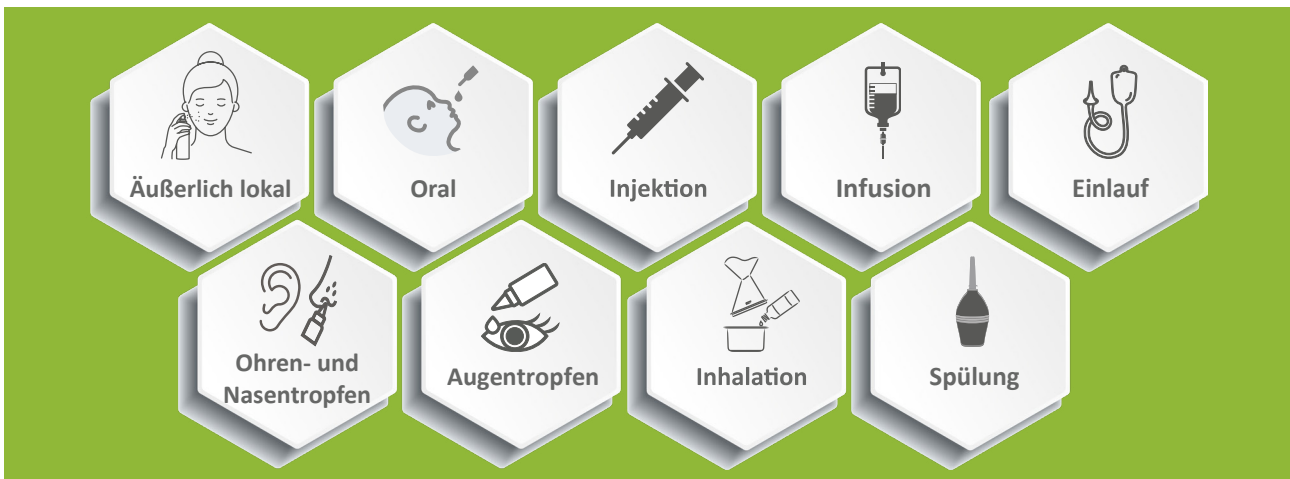 Äußerlich lokal
Oral
Injektion
Infusion
Einlauf
Ohren- und
Nasentropfen
Augentropfen
Inhalation
Spülung